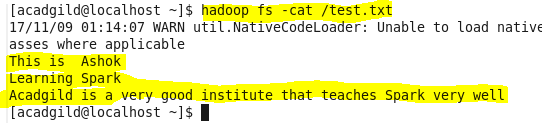 [acadgild@localhost ~]$ hadoop fs -cat /test.txt
17/11/09 01:14:07 WARN util.NativeCodeLoader: Unable to load native
asses where applicable
This is  Ashok
Learning Spark
Acadgild is a very good institute that teaches Spark very well
[acadgild@localhost ~]$